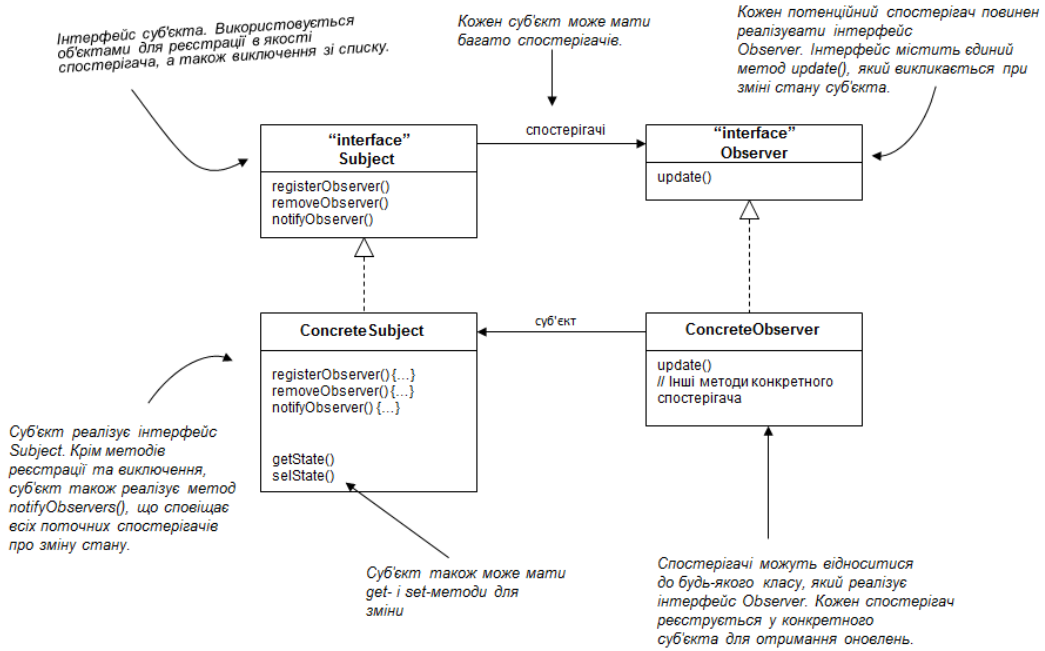 Інтерфейс суб'єкта. Використовується
об'єктами для реєстрації в якості
спостерігача, а також виключення зі списку.
Кожен суб'єкт може мати
багато спостерігачів.
Кожен потенційний спостерігач повинен
реалізувати інтерфейс
Observer. Інтерфейс містить єдиний
метод update(), який викликається при
зміні стану суб'єкта.
“interface”
Subject
registerObserver()
removeObserver()
notifyObserver()
спостерігачі
“interface”
Observer
update()
ConcreteSubject
registerObserver() {...}
removeObserver() {...}
notifyObserver() {...}
getState()
selState()
суб'єкт
ConcreteObserver
update()
// Інші методи конкретного
спостерігача
Суб'єкт реалізує інтерфейс
Subject. Крім методів
реєстрації та виключення,
суб'єкт також реалізує метод
notifyObservers(), що сповіщає
всіх поточних спостерігачів
про зміну стану.
Суб'єкт також може мати
get- і set-методи для
зміни
Спостерігачі можуть відноситися
до будь-якого класу, який реалізує
інтерфейс Observer. Кожен спостерігач
реєструється у конкретного
суб'єкта для отримання оновлень.